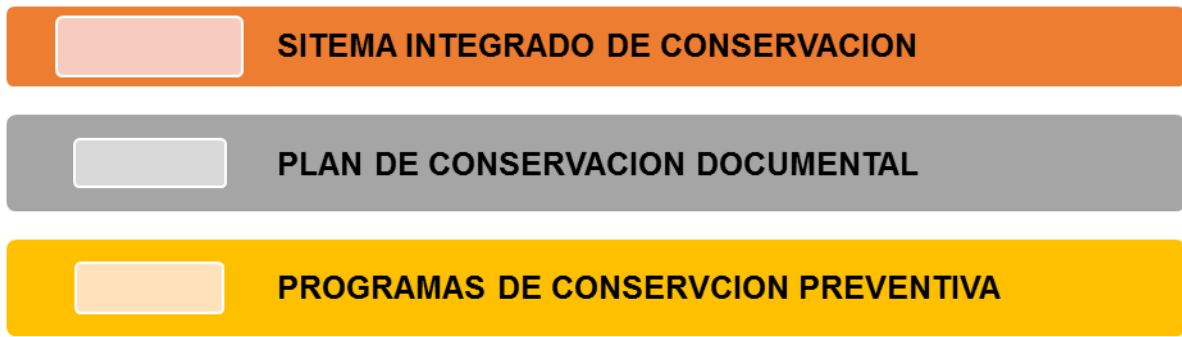 SITEMA INTEGRADO DE CONSERVACION
PLAN DE CONSERVACION DOCUMENTAL
PROGRAMAS DE CONSERVCION PREVENTIVA